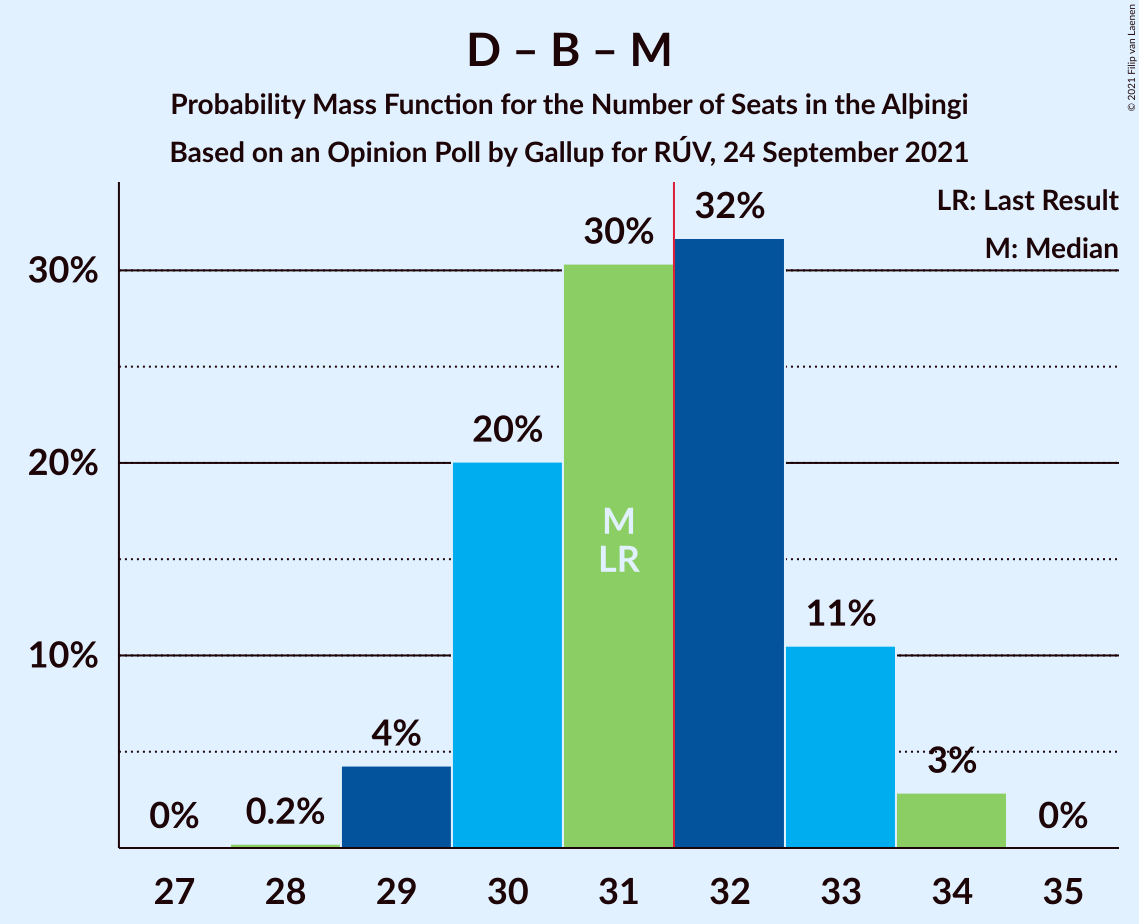 D – B – M
Probability Mass Function for the Number of Seats in the Alþingi
Based on an Opinion Poll by Gallup for RÚV, 24 September 2021
© 2021 Filip van Laenen
LR: Last Result
M: Median
32%
30%
30%
20%
20%
M
LR
11%
10%
4%
3%
0%
0.2%
0%
27 28 29 30 31 32 33 34 35